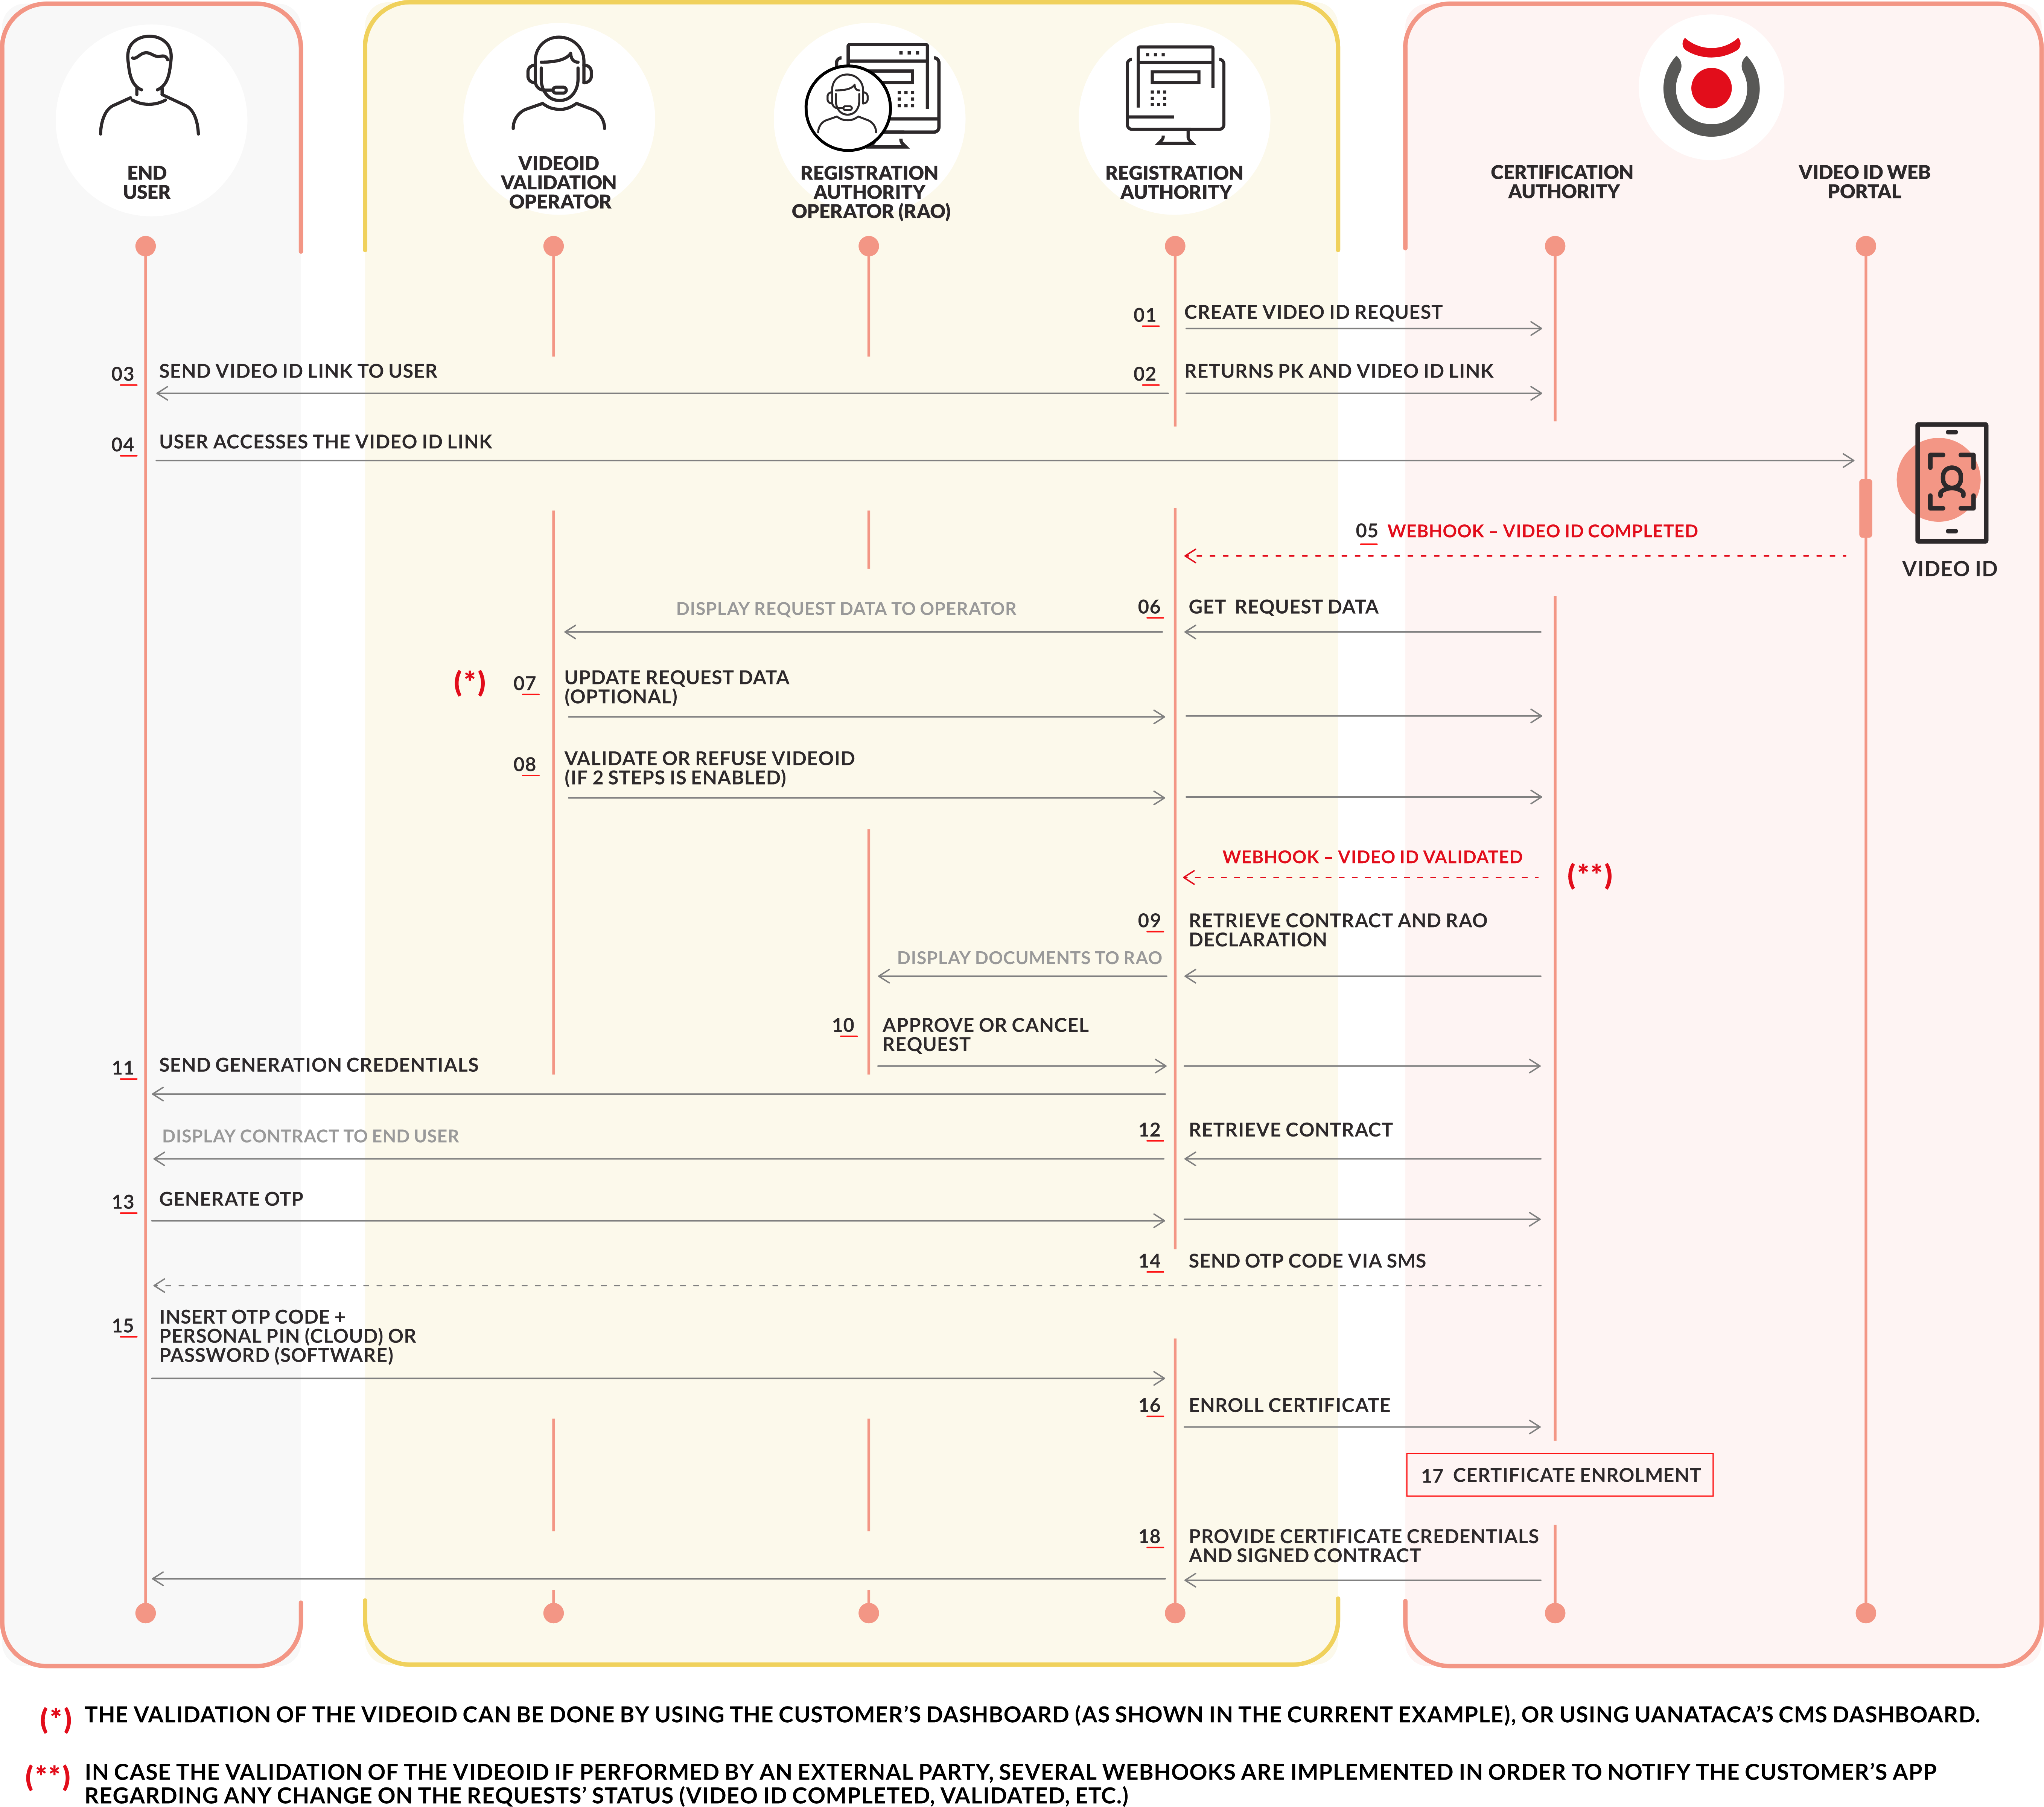 END
USER
VIDEOID
VALIDATION
OPERATOR
REGISTRATION
AUTHORITY
OPERATOR (RAO)
REGISTRATION
AUTHORITY
CERTIFICATION
AUTHORITY
VIDEO ID WEB
PORTAL
01 CREATE VIDEO ID REQUEST
03 SEND VIDEO ID LINK TO USER
02 RETURNS PK AND VIDEO ID LINK
04 USER ACCESSES THE VIDEO ID LINK
05 WEBHOOK – VIDEO ID COMPLETED
VIDEO ID
DISPLAY REQUEST DATA TO OPERATOR
06 GET REQUEST DATA
(*) 07 UPDATE REQUEST DATA
(OPTIONAL)
08 VALIDATE OR REFUSE VIDEOID
(IF 2 STEPS IS ENABLED)
WEBHOOK – VIDEO ID VALIDATED (**)
09 RETRIEVE CONTRACT AND RAO
DECLARATION
DISPLAY DOCUMENTS TO RAO
10 APPROVE OR CANCEL
REQUEST
11 SEND GENERATION CREDENTIALS
DISPLAY CONTRACT TO END USER
12 RETRIEVE CONTRACT
13 GENERATE OTP
14 SEND OTP CODE VIA SMS
15 INSERT OTP CODE +
PERSONAL PIN (CLOUD) OR
PASSWORD (SOFTWARE)
16 ENROLL CERTIFICATE
17 CERTIFICATE ENROLMENT
18 PROVIDE CERTIFICATE CREDENTIALS
AND SIGNED CONTRACT
(*) THE VALIDATION OF THE VIDEOID CAN BE DONE BY USING THE CUSTOMER'S DASHBOARD (AS SHOWN IN THE CURRENT EXAMPLE), OR USING UANATACA'S CMS DASHBOARD.
(**) IN CASE THE VALIDATION OF THE VIDEOID IF PERFORMED BY AN EXTERNAL PARTY, SEVERAL WEBHOOKS ARE IMPLEMENTED IN ORDER TO NOTIFY THE CUSTOMER'S APP
REGARDING ANY CHANGE ON THE REQUESTS' STATUS (VIDEO ID COMPLETED, VALIDATED, ETC.)